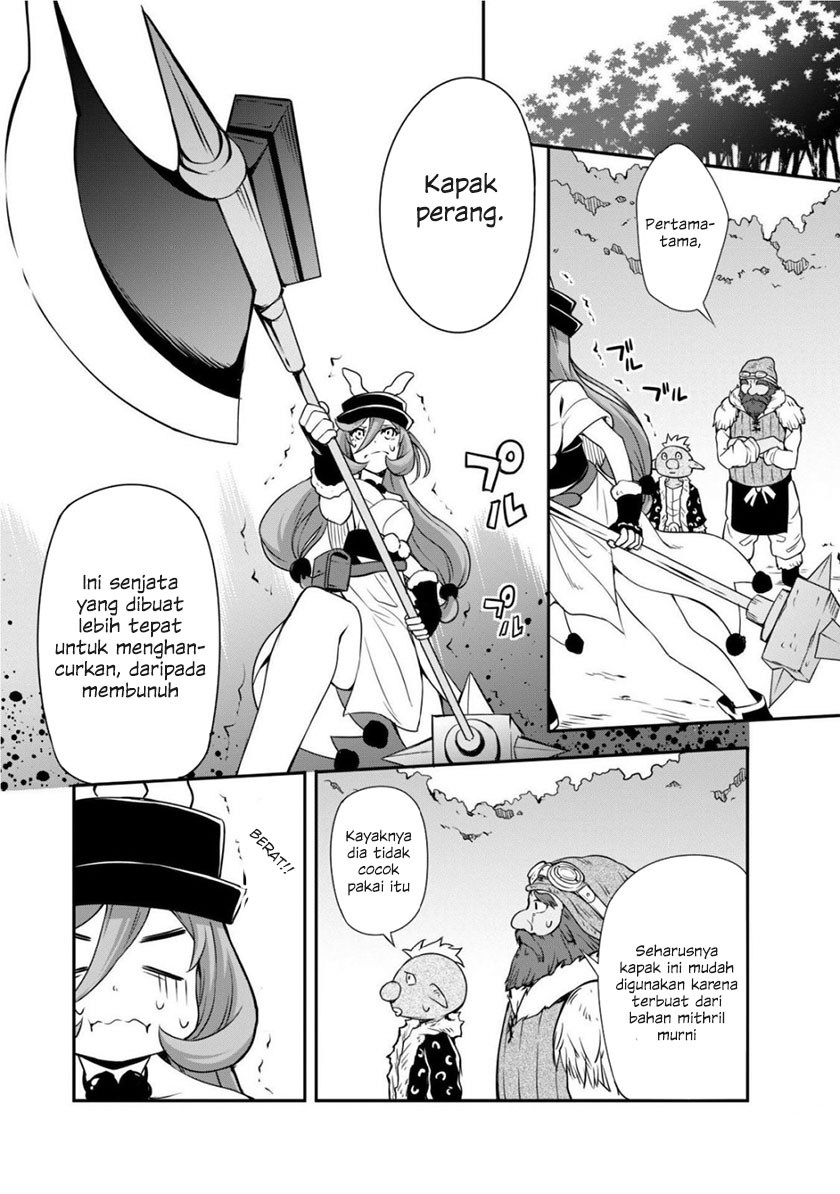 Pertama-
tama,
プル
プル
Kapak
perang.
プル
プル
Ini senjata
yang dibuat
lebih tepat
untuk menghan-
curkan, daripada
membunuh
Seharusnya
kapak ini mudah
digunakan karena
terbuat dari
bahan mithril
murni
Kayaknya
dia tidak
cocok
pakai itu
BERAT!!